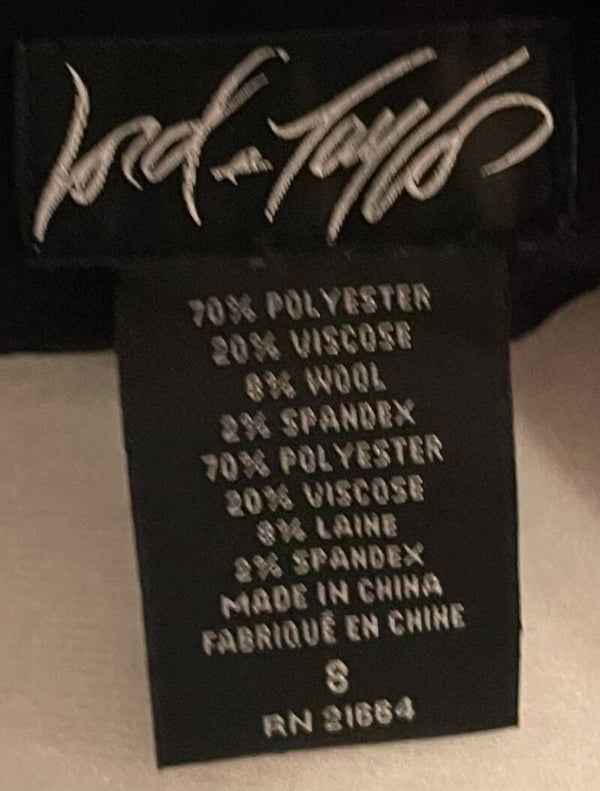 Lord & Taylor
70% POLYESTER
20% VISCOSE
8% WOOL
2% SPANDEX
70% POLYESTER
20% VISCOSE
8% LAINE
2% SPANDEX
MADE IN CHINA
FABRIQUÉ EN CHINE
8
RN 21664